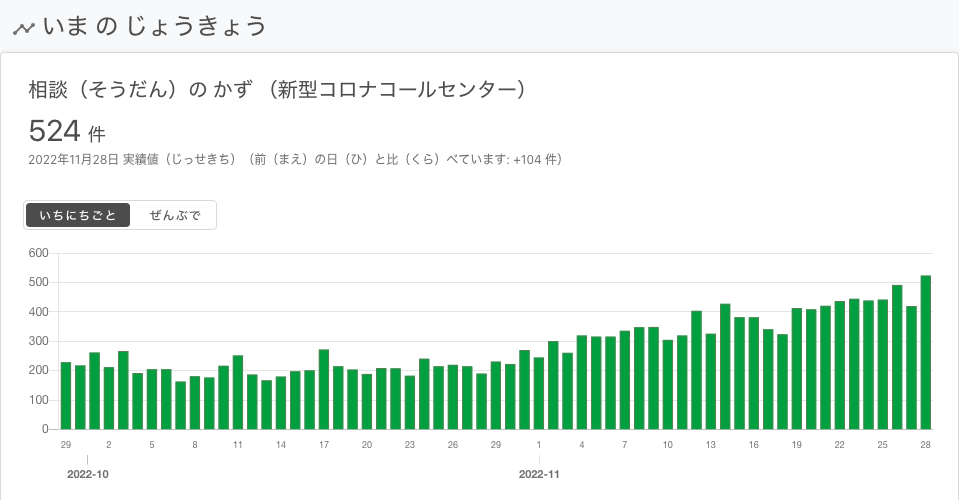 いま の じょうきょう
相談（そうだん）の かず （新型コロナコールセンター）
524 件
2022年11月28日 実績値（じっせきち）（前（まえ）の日（ひ）と比（くら）べています: +104 件）
いちにちごと ぜんぶで
600
500
400
300
200
100
0
29 2 5 8 11 14 17 20 23 26 29 1 4 7 10 13 16 19 22 25 28
2022-10 2022-11